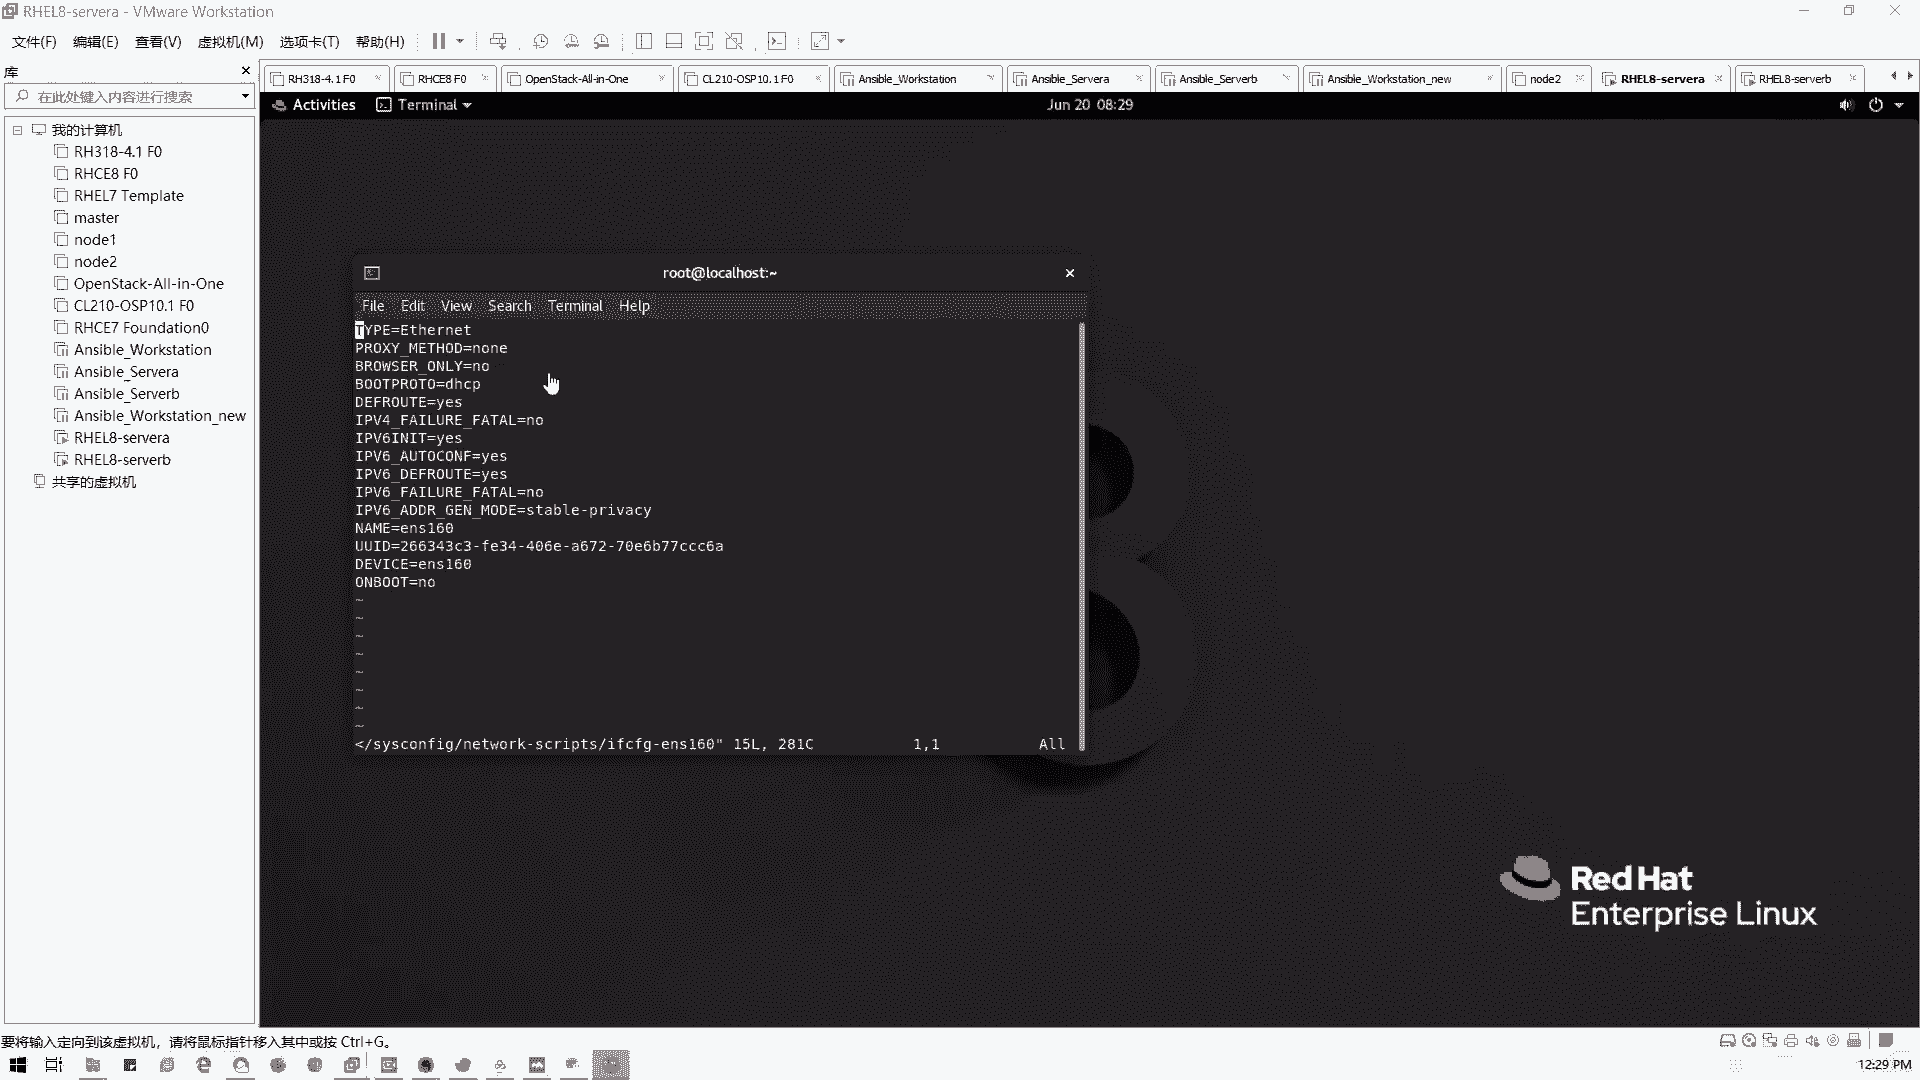 RHEL8-servera - VMware Workstation
文件(F) 编辑(E) 查看(V) 虚拟机(M) 选项卡(T) 帮助(H)
库
在此处键入内容进行搜索
我的计算机
RH318-4.1 F0
RHCE8 F0
RHEL7 Template
master
node1
node2
OpenStack-All-in-One
CL210-OSP10.1 F0
RHCE7 Foundation0
Ansible_Workstation
Ansible_Servera
Ansible_Serverb
Ansible_Workstation_new
RHEL8-servera
RHEL8-serverb
共享的虚拟机
RH318-4.1 F0 RHCE8 F0 OpenStack-All-in-One CL210-OSP10.1 F0 Ansible_Workstation Ansible_Servera Ansible_Serverb Ansible_Workstation_new node2 RHEL8-servera RHEL8-serverb
Activities Terminal Jun 20 08:29
root@localhost:~
File Edit View Search Terminal Help
TYPE=Ethernet
PROXY_METHOD=none
BROWSER_ONLY=no
BOOTPROTO=dhcp
DEFROUTE=yes
IPV4_FAILURE_FATAL=no
IPV6INIT=yes
IPV6_AUTOCONF=yes
IPV6_DEFROUTE=yes
IPV6_FAILURE_FATAL=no
IPV6_ADDR_GEN_MODE=stable-privacy
NAME=ens160
UUID=266343c3-fe34-406e-a672-70e6b77ccc6a
DEVICE=ens160
ONBOOT=no
~
~
~
~
~
~
~
~
</sysconfig/network-scripts/ifcfg-ens160" 15L, 281C 1,1 All
Red Hat
Enterprise Linux
要将输入定向到该虚拟机，请将鼠标指针移入其中或按 Ctrl+G。
12:29 PM